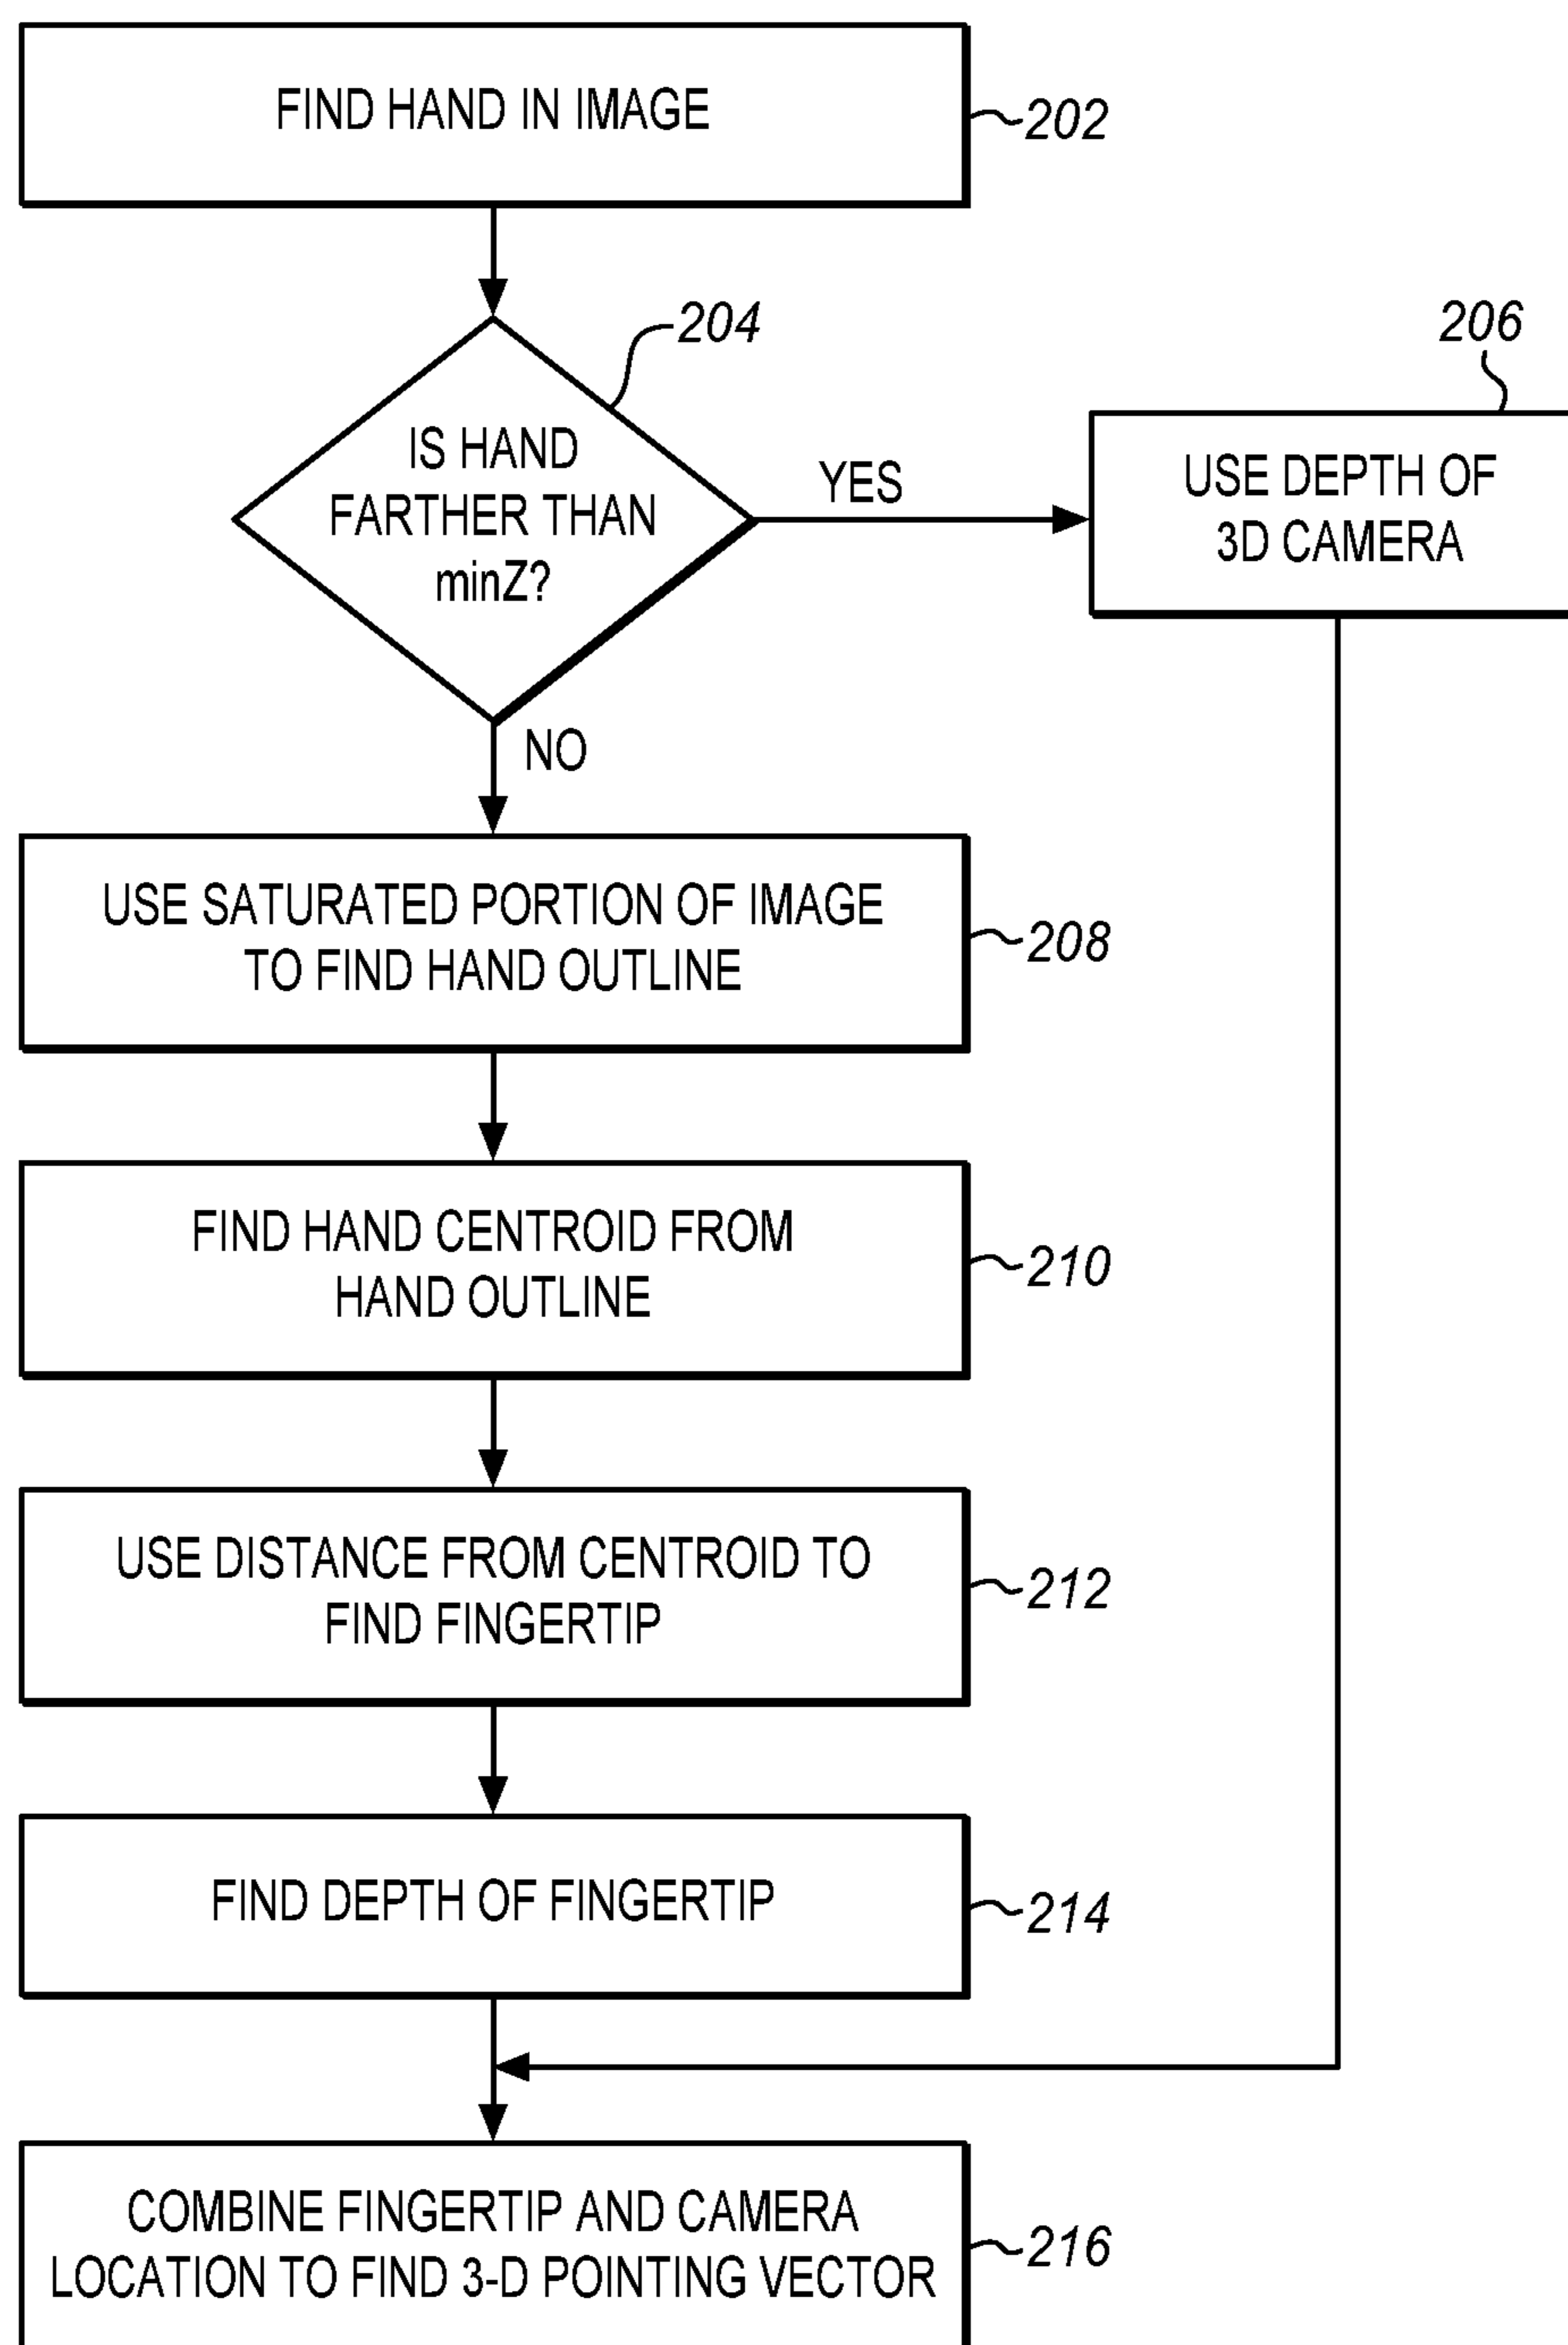 FIND HAND IN IMAGE
202
204
IS HAND
FARTHER THAN
minZ?
YES
206
USE DEPTH OF
3D CAMERA
NO
USE SATURATED PORTION OF IMAGE
TO FIND HAND OUTLINE
208
FIND HAND CENTROID FROM
HAND OUTLINE
210
USE DISTANCE FROM CENTROID TO
FIND FINGERTIP
212
FIND DEPTH OF FINGERTIP
214
COMBINE FINGERTIP AND CAMERA
LOCATION TO FIND 3-D POINTING VECTOR
216